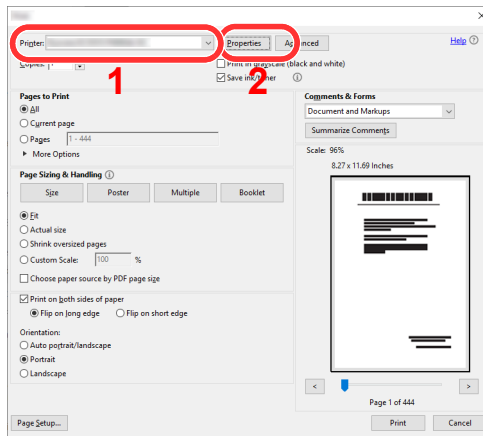 Printer:
Properties
Advanced
Help
Copies: 1
Print in grayscale (black and white)
Save ink/toner
1
2
Pages to Print
All
Current page
Pages 1 - 444
More Options
Page Sizing & Handling
Size Poster Multiple Booklet
Fit
Actual size
Shrink oversized pages
Custom Scale: 100 %
Choose paper source by PDF page size
Print on both sides of paper
Flip on long edge Flip on short edge
Orientation:
Auto portrait/landscape
Portrait
Landscape
Comments & Forms
Document and Markups
Summarize Comments
Scale: 96%
8.27 x 11.69 Inches
< >
Page 1 of 444
Page Setup...
Print Cancel